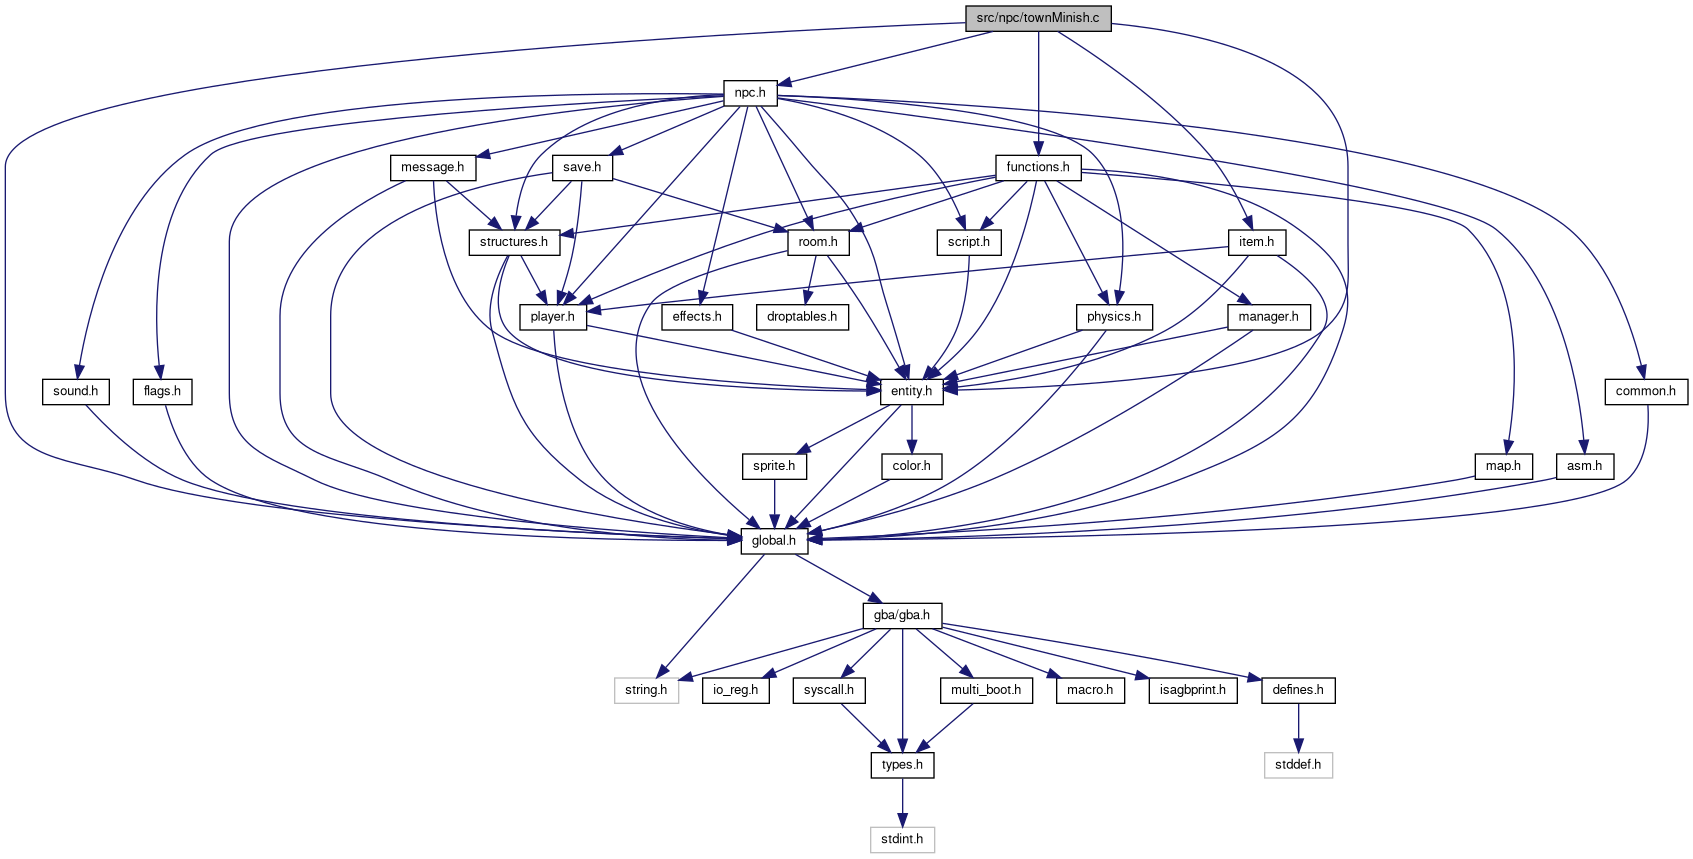 src/npc/townMinish.c
npc.h
message.h
save.h
functions.h
structures.h
room.h
script.h
item.h
player.h
effects.h
droptables.h
physics.h
manager.h
sound.h
flags.h
entity.h
common.h
sprite.h
color.h
map.h
asm.h
global.h
gba/gba.h
string.h
io_reg.h
syscall.h
multi_boot.h
macro.h
isagbprint.h
defines.h
types.h
stddef.h
stdint.h